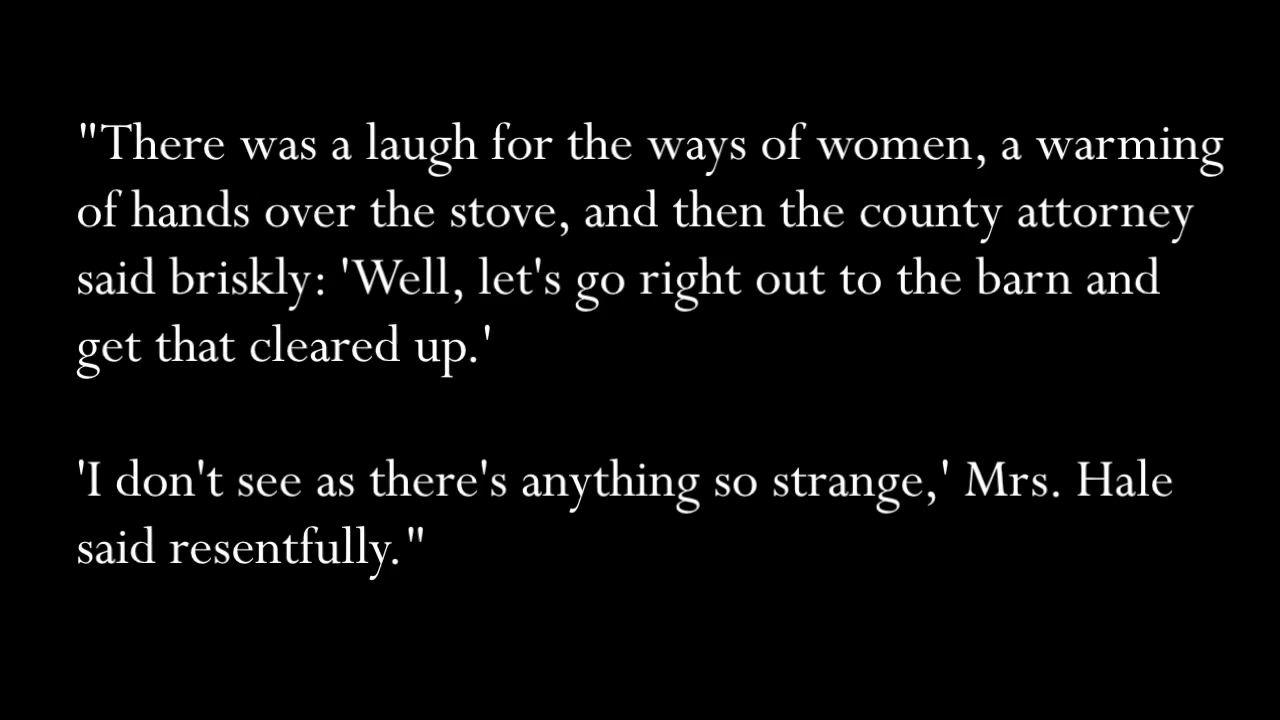 "There was a laugh for the ways of women, a warming
of hands over the stove, and then the county attorney
said briskly: 'Well, let's go right out to the barn and
get that cleared up.'
'I don't see as there's anything so strange,' Mrs. Hale
said resentfully."